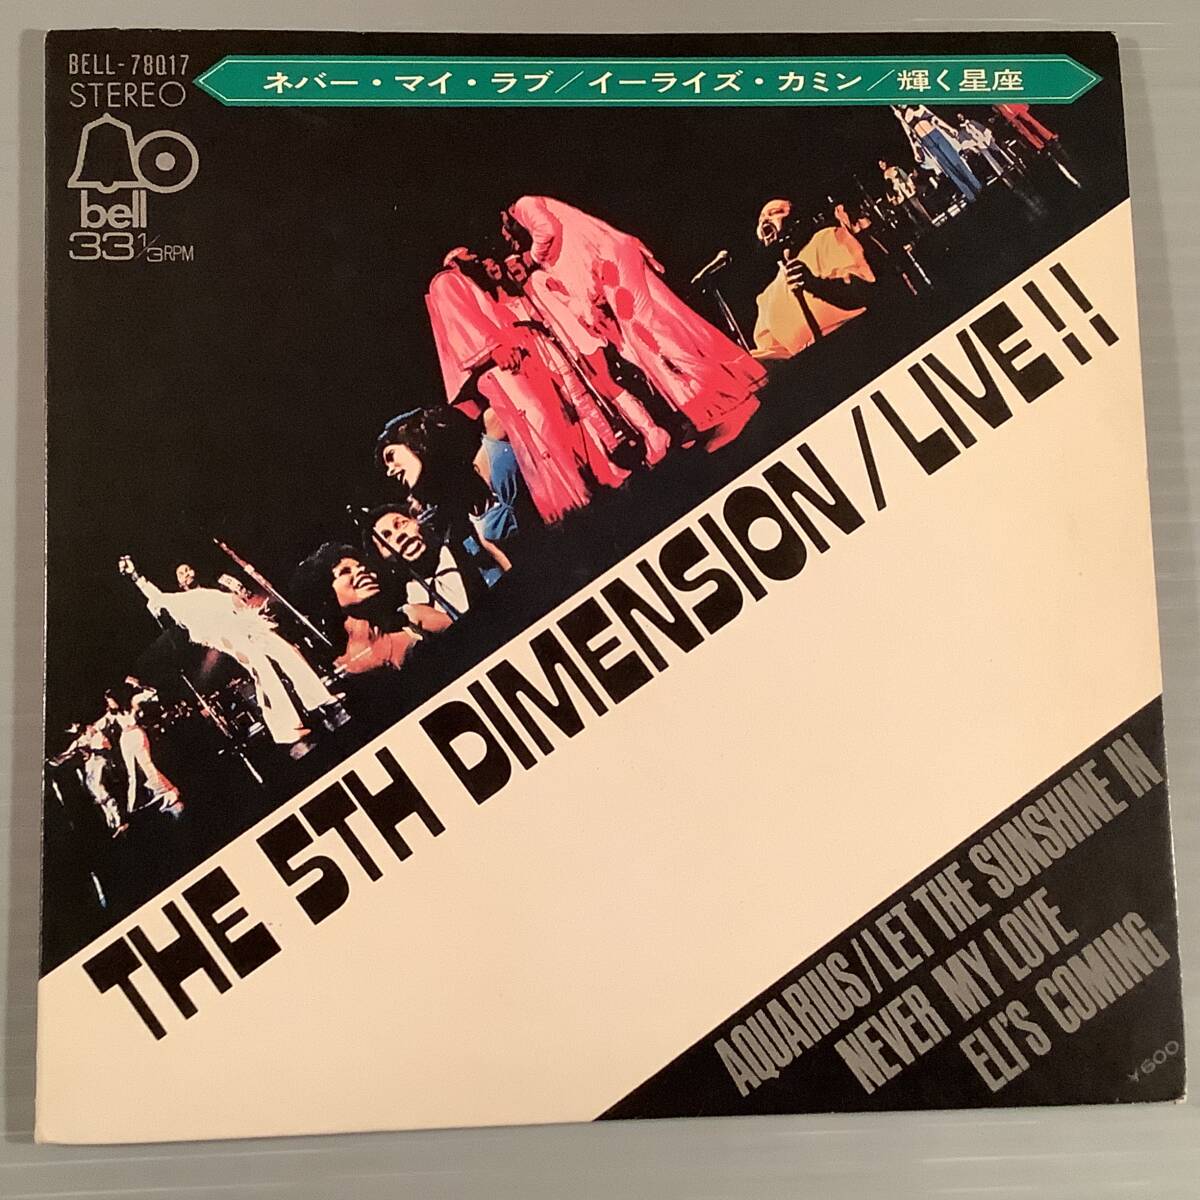 BELL-78017
STEREO
ネバー・マイ・ラブ/イーライズ・カミン/輝く星座
bell
33 1/3 RPM
THE 5TH DIMENSION/LIVE!!
AQUARIUS/LET THE SUNSHINE IN
NEVER MY LOVE
ELI'S COMING
¥600